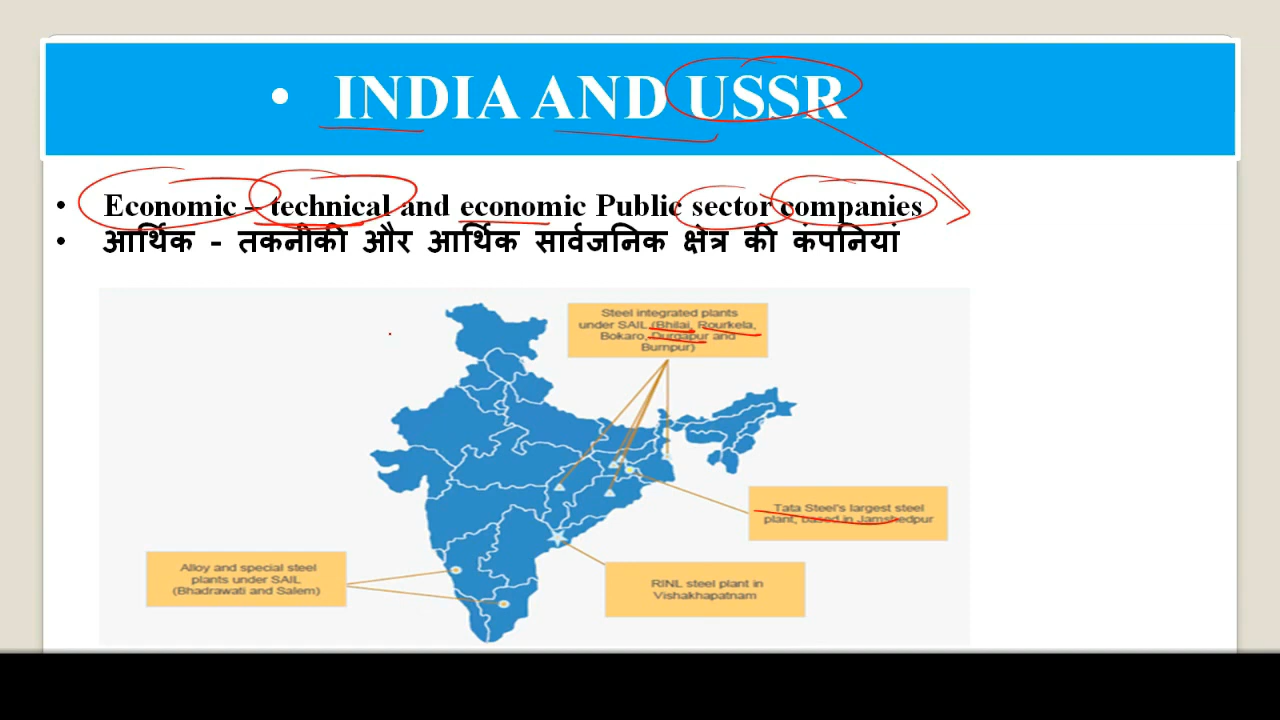 • INDIA AND USSR
• Economic – technical and economic Public sector companies
• आर्थिक - तकनीकी और आर्थिक सार्वजनिक क्षेत्र की कंपनियां
Steel integrated plants
under SAIL (Bhilai, Rourkela,
Bokaro, Durgapur and
Burnpur)
Tata Steel's largest steel
plant, based in Jamshedpur
Alloy and special steel
plants under SAIL
(Bhadrawati and Salem)
RINL steel plant in
Vishakhapatnam